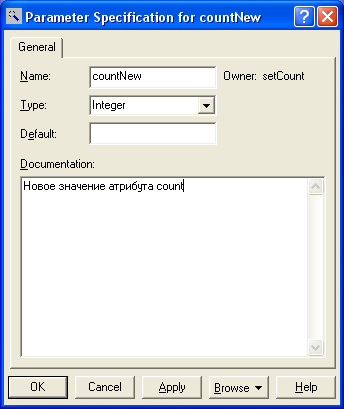 Parameter Specification for countNew
General
Name: countNew Owner: setCount
Type: Integer
Default:
Documentation:
Новое значение атрибута count
OK Cancel Apply Browse Help